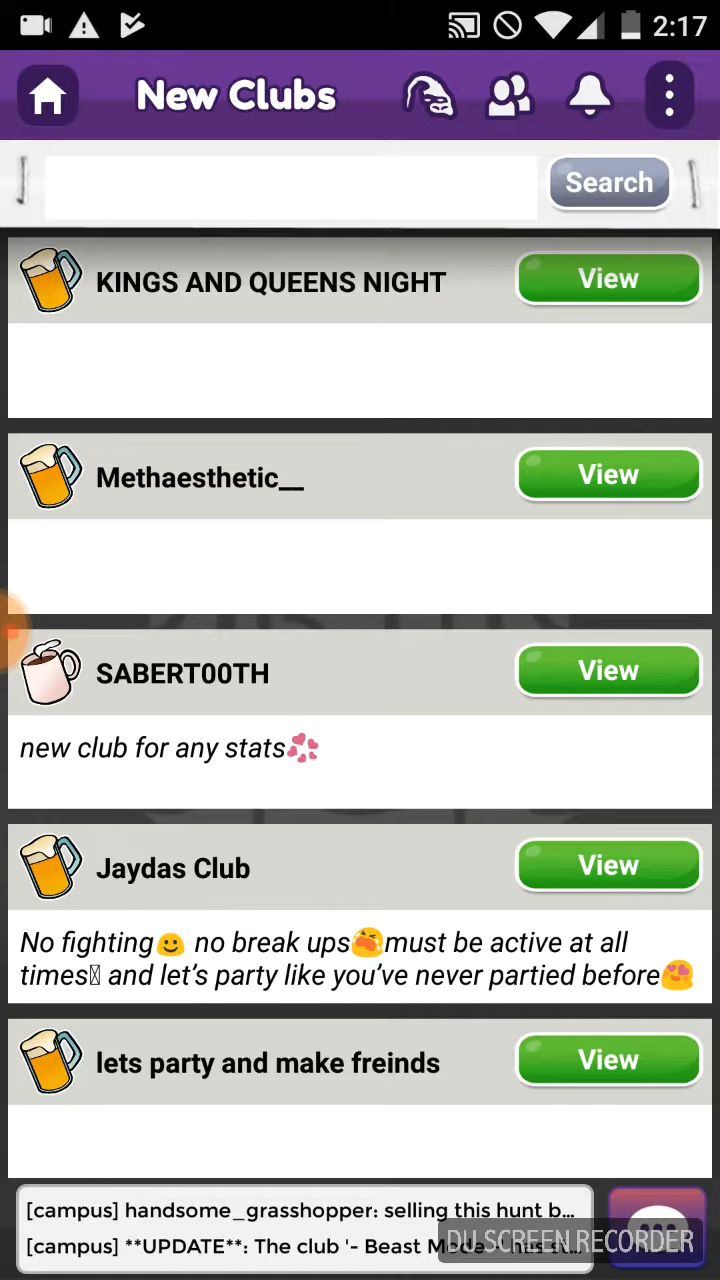 2:17
New Clubs
Search
KINGS AND QUEENS NIGHT
View
Methaesthetic__
View
SABERT00TH
View
new club for any stats💞
Jaydas Club
View
No fighting🙂 no break ups😭must be active at all
times and let's party like you've never partied before😍
lets party and make freinds
View
[campus] handsome_grasshopper: selling this hunt b...
[campus] **UPDATE**: The club '- Beast Mode - has st...
DU SCREEN RECORDER